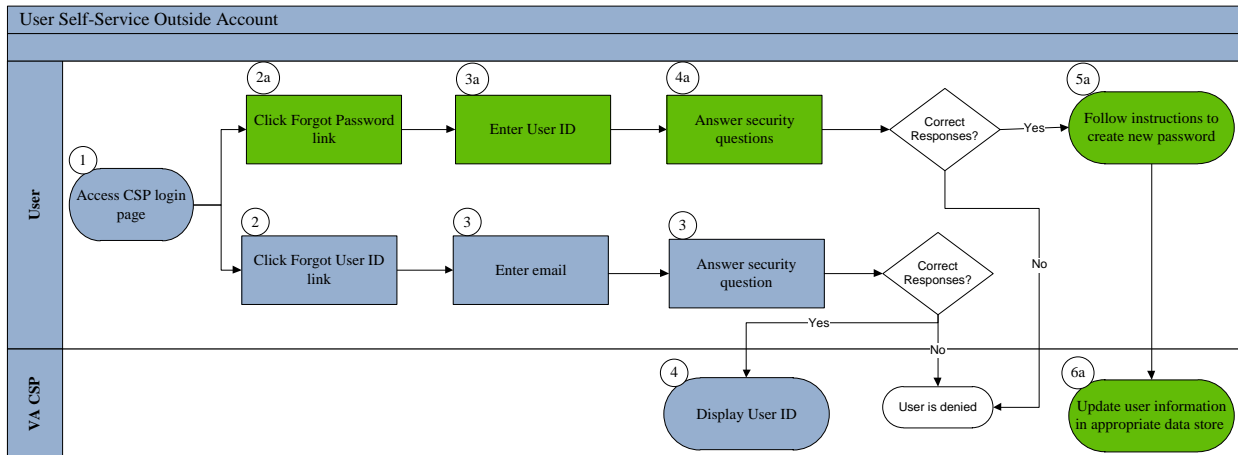 User Self-Service Outside Account
User
1
Access CSP login
page
2a
Click Forgot Password
link
3a
Enter User ID
4a
Answer security
questions
Correct
Responses?
Yes
5a
Follow instructions to
create new password
2
Click Forgot User ID
link
3
Enter email
3
Answer security
question
Correct
Responses?
No
Yes
No
VA CSP
4
Display User ID
User is denied
6a
Update user information
in appropriate data store